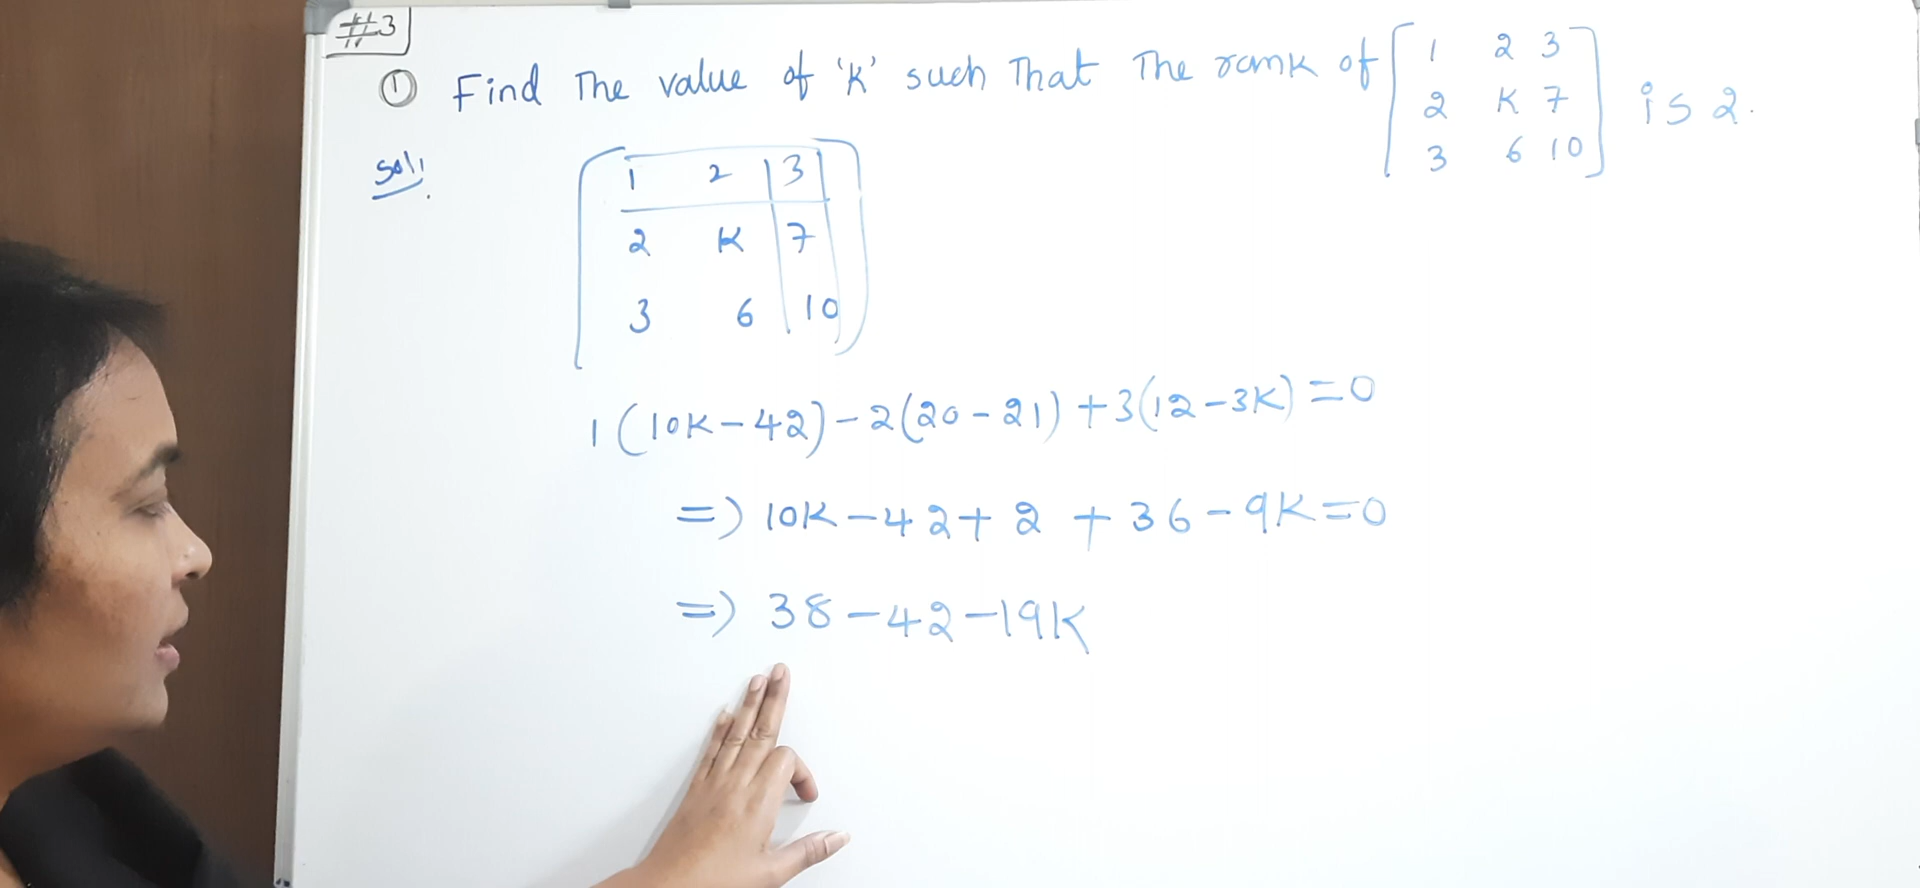 #3
① Find The value of 'K' such That The rank of [1 2 3
2 K 7
3 6 10] is 2.
Sol:
1 2 3
2 K 7
3 6 10
1(10K-42)-2(20-21)+3(12-3K)=0
=) 10K-42+2+36-9K=0
=) 38-42-19K